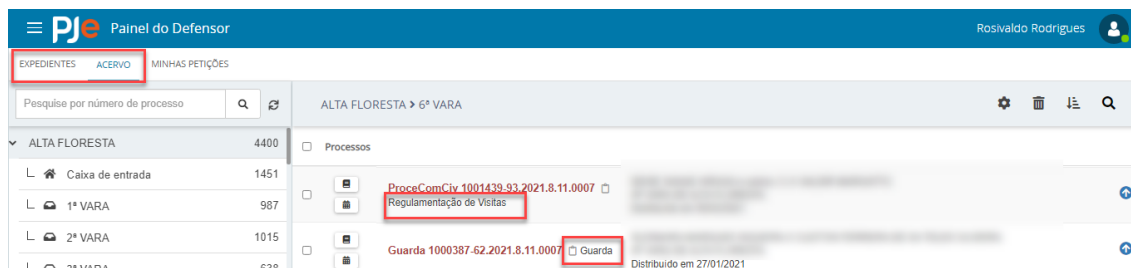 PJe Painel do Defensor
Rosivaldo Rodrigues
EXPEDIENTES ACERVO MINHAS PETIÇÕES
Pesquise por número de processo
ALTA FLORESTA > 6ª VARA
ALTA FLORESTA 4400
Processos
Caixa de entrada 1451
ProceComCiv 1001439-93.2021.8.11.0007
Regulamentação de Visitas
1ª VARA 987
2ª VARA 1015
Guarda 1000387-62.2021.8.11.0007 Guarda
Distribuido em 27/01/2021